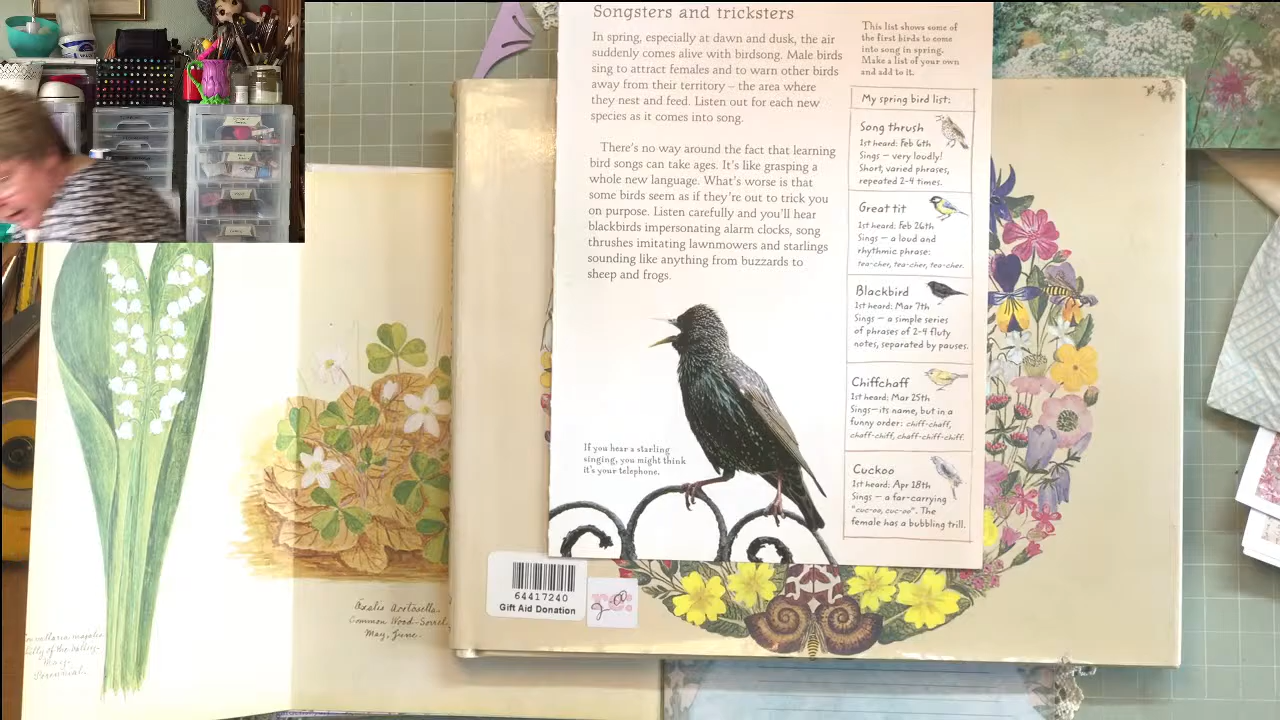 Songsters and tricksters
In spring, especially at dawn and dusk, the air
suddenly comes alive with birdsong. Male birds
sing to attract females and to warn other birds
away from their territory – the area where
they nest and feed. Listen out for each new
species as it comes into song.
There's no way around the fact that learning
bird songs can take ages. It's like grasping a
whole new language. What's worse is that
some birds seem as if they're out to trick you
on purpose. Listen carefully and you'll hear
blackbirds impersonating alarm clocks, song
thrushes imitating lawnmowers and starlings
sounding like anything from buzzards to
sheep and frogs.
If you hear a starling
singing, you might think
it's your telephone.
This list shows some of
the first birds to come
into song in spring.
Make a list of your own
and add to it.
My spring bird list:
Song thrush
1st heard: Feb 6th
Sings – very loudly!
Short, varied phrases,
repeated 2-4 times.
Great tit
1st heard: Feb 26th
Sings – a loud and
rhythmic phrase:
tea-cher, tea-cher, tea-cher.
Blackbird
1st heard: Mar 7th
Sings – a simple series
of phrases of 2-4 fluty
notes, separated by pauses.
Chiffchaff
1st heard: Mar 25th
Sings – its name, but in a
funny order: chiff-chaff,
chaff-chiff, chaff-chiff-chiff.
Cuckoo
1st heard: Apr 18th
Sings – a far-carrying
"cuc-oo, cuc-oo". The
female has a bubbling trill.
64417240
Gift Aid Donation
Oxalis Acetosella.
Common Wood-Sorrel
May, June.
majalis
Lily of the Valley
May.
Perennial.